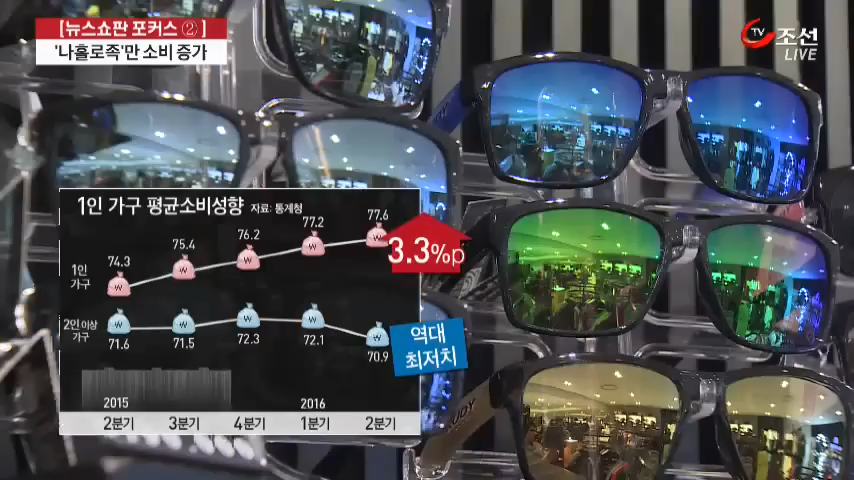 [뉴스쇼판 포커스 ②]
'나홀로족'만 소비 증가
TV조선
LIVE
1인 가구 평균소비성향 자료: 통계청
1인 가구
74.3 75.4 76.2 77.2 77.6
3.3%p
2인 이상 가구
71.6 71.5 72.3 72.1 70.9
역대
최저치
2015 2016
2분기 3분기 4분기 1분기 2분기
RUDY